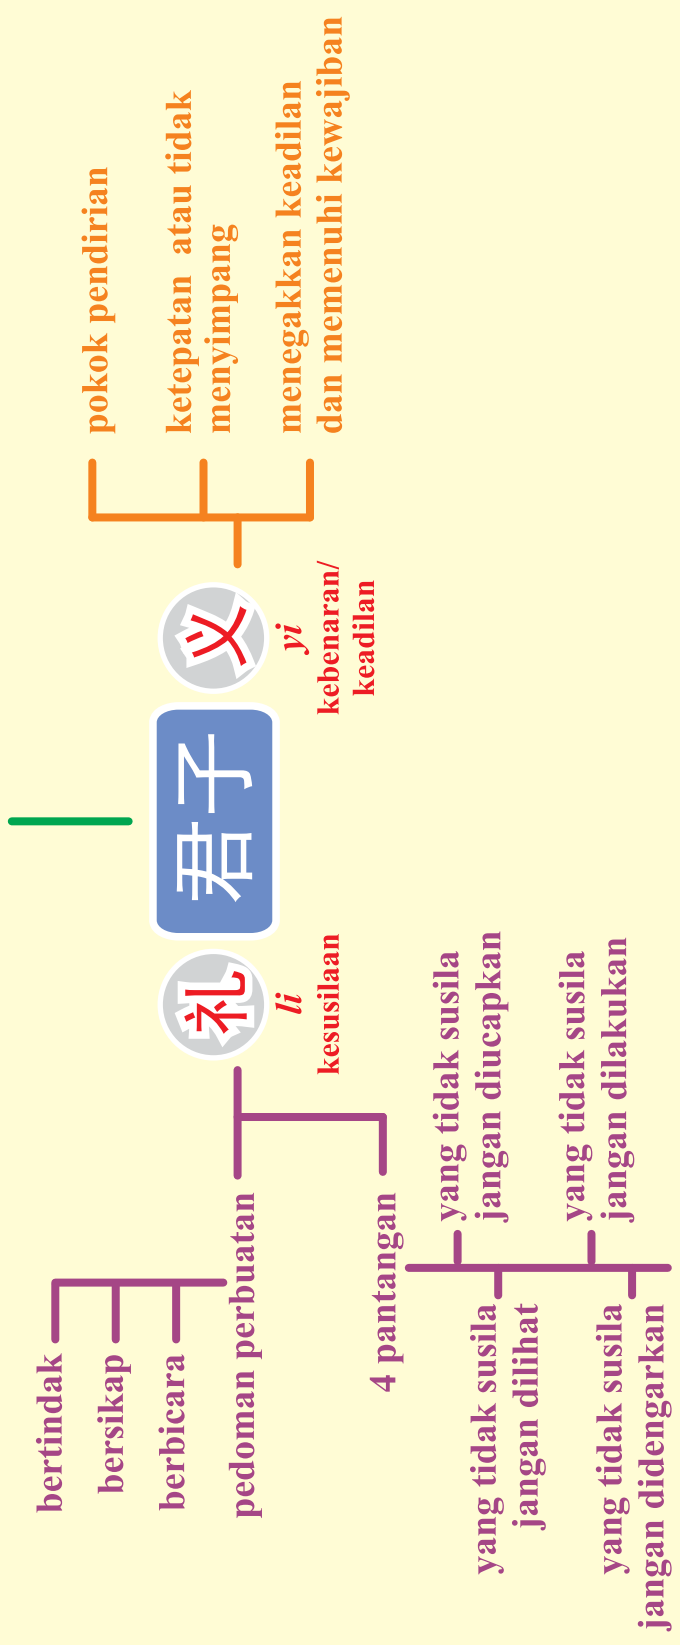 君子
礼
li
kesusilaan
bertindak
bersikap
berbicara
pedoman perbuatan
4 pantangan
yang tidak susila
jangan dilihat
yang tidak susila
jangan diucapkan
yang tidak susila
jangan didengarkan
yang tidak susila
jangan dilakukan
义
yi
kebenaran/
keadilan
pokok pendirian
ketepatan  atau tidak
menyimpang
menegakkan keadilan
dan memenuhi kewajiban